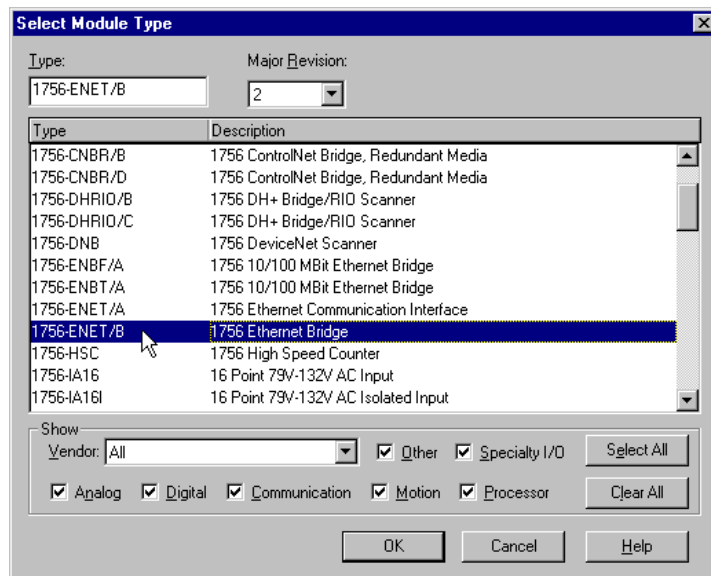 Select Module Type
Type: Major Revision:
1756-ENET/B 2
Type Description
1756-CNBR/B 1756 ControlNet Bridge, Redundant Media
1756-CNBR/D 1756 ControlNet Bridge, Redundant Media
1756-DHRIO/B 1756 DH+ Bridge/RIO Scanner
1756-DHRIO/C 1756 DH+ Bridge/RIO Scanner
1756-DNB 1756 DeviceNet Scanner
1756-ENBF/A 1756 10/100 MBit Ethernet Bridge
1756-ENBT/A 1756 10/100 MBit Ethernet Bridge
1756-ENET/A 1756 Ethernet Communication Interface
1756-ENET/B 1756 Ethernet Bridge
1756-HSC 1756 High Speed Counter
1756-IA16 16 Point 79V-132V AC Input
1756-IA16I 16 Point 79V-132V AC Isolated Input
Show
Vendor: All Other Specialty I/O Select All
Analog Digital Communication Motion Processor Clear All
OK Cancel Help